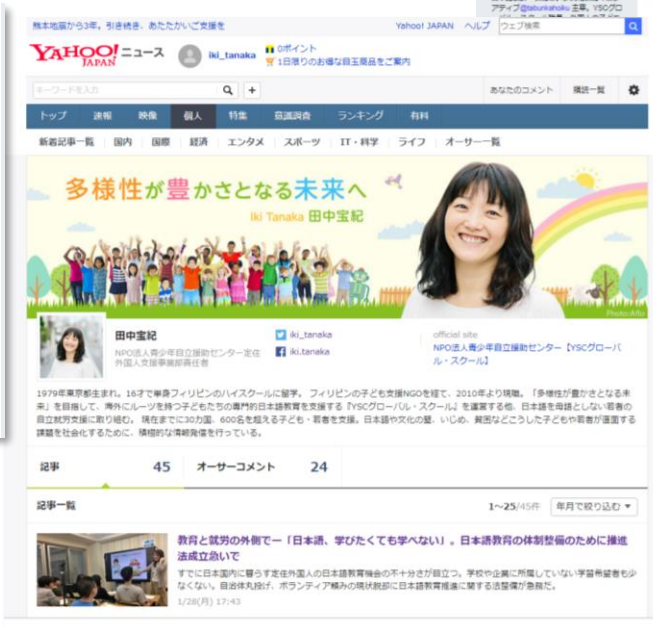 アティブ@tabunkahoku 主宰。YSCグロ
熊本地震から3年。引き続き、あたたかいご支援を
Yahoo! JAPAN ヘルプ ウェブ検索
YAHOO! JAPAN ニュース
iki_tanaka
0ポイント
1日限りのお得な目玉商品をご案内
キーワードを入力
あなたのコメント 購読一覧
トップ 速報 映像 個人 特集 意識調査 ランキング 有料
新着記事一覧 国内 国際 経済 エンタメ スポーツ IT・科学 ライフ オーサー一覧
多様性が豊かさとなる未来へ
Iki Tanaka 田中宝紀
Photo:Aflo
田中宝紀
NPO法人青少年自立援助センター定住
外国人支援事業部責任者
iki_tanaka
iki.tanaka
official site
NPO法人青少年自立援助センター【YSCグローバ
ル・スクール】
1979年東京都生まれ。16才で単身フィリピンのハイスクールに留学。フィリピンの子ども支援NGOを経て、2010年より現職。「多様性が豊かさとなる未
来」を目指して、海外にルーツを持つ子どもたちの専門的日本語教育を支援する『YSCグローバル・スクール』を運営する他、日本語を母語としない若者の
自立就労支援に取り組む。現在までに30カ国、600名を超える子ども・若者を支援。日本語や文化の壁、いじめ、貧困などこうした子どもや若者が直面する
課題を社会化するために、積極的な情報発信を行っている。
記事 45 オーサーコメント 24
記事一覧
1〜25/45件 年月で絞り込む
教育と就労の外側で―「日本語、学びたくても学べない」。日本語教育の体制整備のために推進
法成立急いで
すでに日本国内に暮らす定住外国人の日本語教育機会の不十分さが目立つ。学校や企業に所属していない学習希望者も少
なくない。自治体丸投げ、ボランティア頼みの現状脱却に日本語教育推進に関する法整備が急務だ。
1/28(月) 17:43